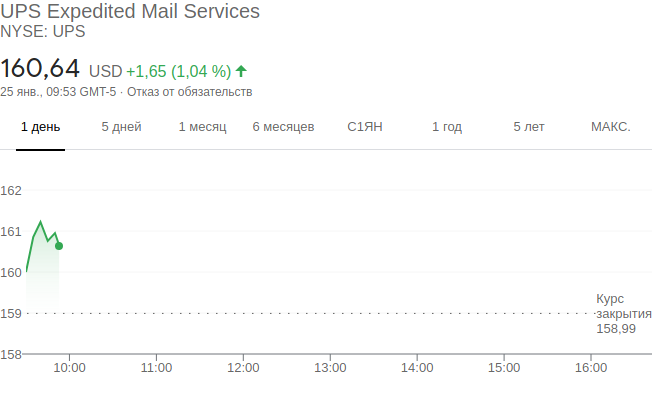 UPS Expedited Mail Services
NYSE: UPS
160,64 USD +1,65 (1,04 %)
25 янв., 09:53 GMT-5 · Отказ от обязательств
1 день 5 дней 1 месяц 6 месяцев С1ЯН 1 год 5 лет МАКС.
162
161
160
Курс
159 закрытия
158,99
158
10:00 11:00 12:00 13:00 14:00 15:00 16:00